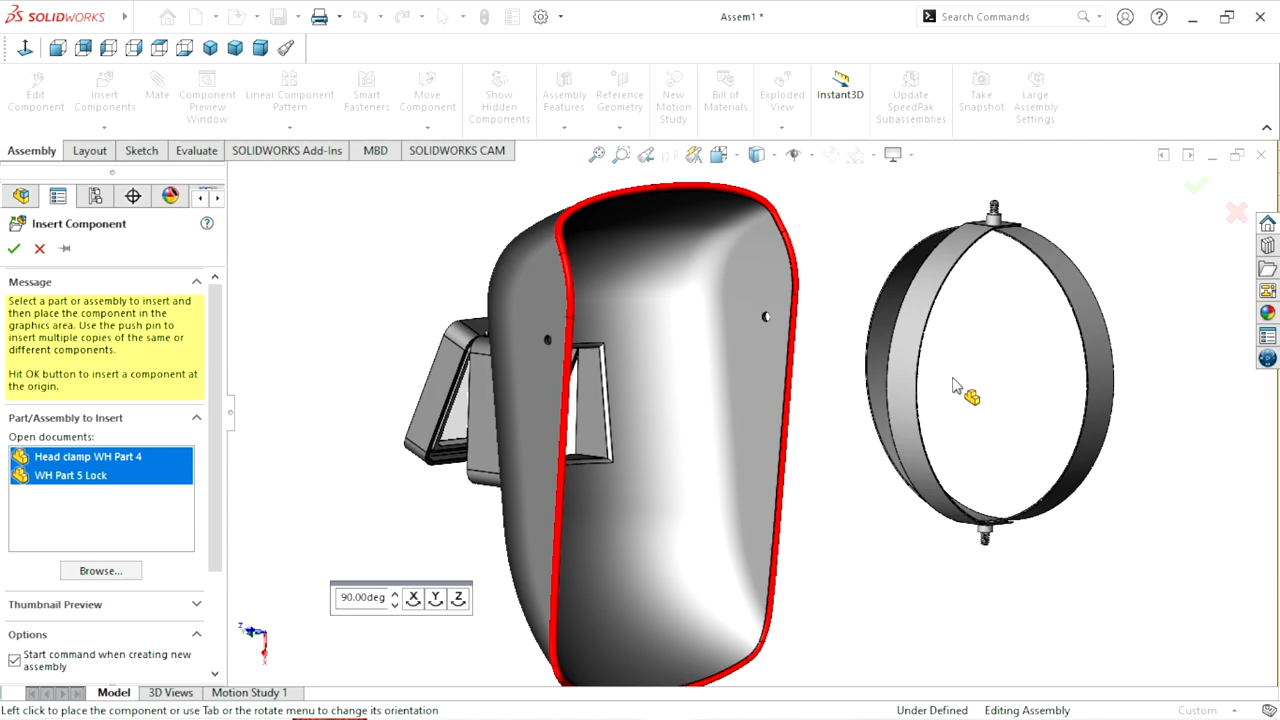 SOLIDWORKS
Assem1 *
Search Commands
Edit Component
Insert Components
Mate
Component Preview Window
Linear Component Pattern
Smart Fasteners
Move Component
Show Hidden Components
Assembly Features
Reference Geometry
New Motion Study
Bill of Materials
Exploded View
Instant3D
Update SpeedPak Subassemblies
Take Snapshot
Large Assembly Settings
Assembly
Layout
Sketch
Evaluate
SOLIDWORKS Add-Ins
MBD
SOLIDWORKS CAM
Insert Component
Message
Select a part or assembly to insert and
then place the component in the
graphics area. Use the push pin to
insert multiple copies of the same or
different components.
Hit OK button to insert a component at
the origin.
Part/Assembly to Insert
Open documents:
Head clamp WH Part 4
WH Part 5 Lock
Browse...
Thumbnail Preview
Options
Start command when creating new
assembly
90.00deg
X
Y
Z
Model
3D Views
Motion Study 1
Left click to place the component or use Tab or the rotate menu to change its orientation
Under Defined
Editing Assembly
Custom